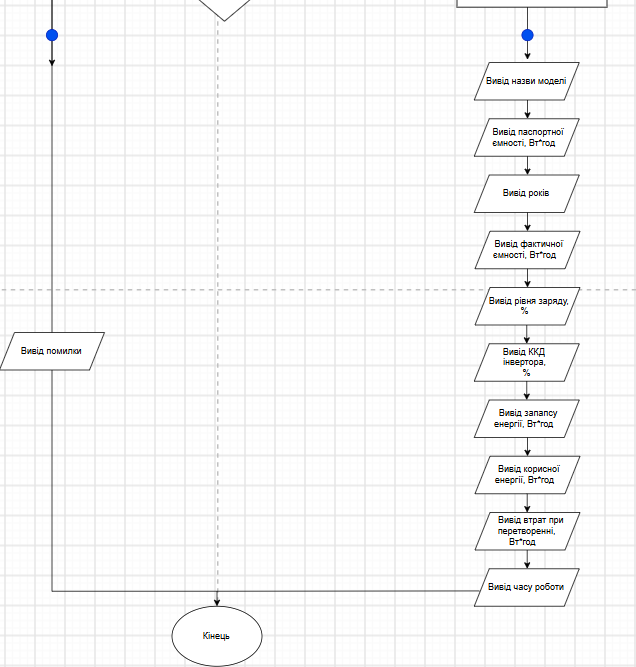 Вивід назви моделі
Вивід паспортної
ємності, Вт*год
Вивід років
Вивід фактичної
ємності, Вт*год
Вивід рівня заряду,
%
Вивід помилки
Вивід ККД
інвертора,
%
Вивід запапсу
енергії, Вт*год
Вивід корисної
енергії, Вт*год
Вивід втрат при
перетворенні,
Вт*год
Вивід часу роботи
Кінець